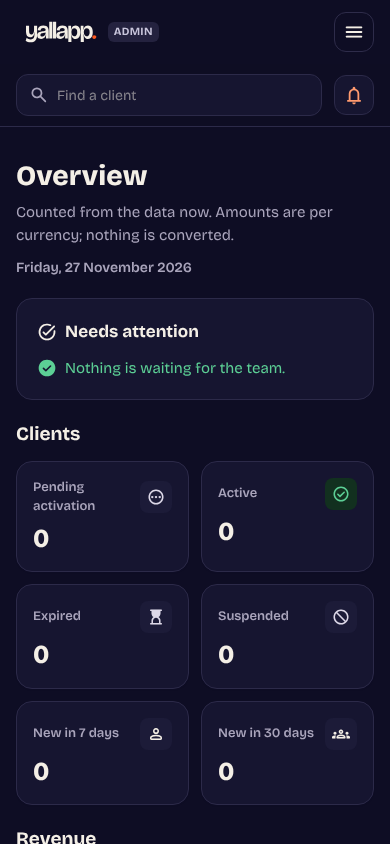 yallapp.
ADMIN
Find a client
Overview
Counted from the data now. Amounts are per
currency; nothing is converted.
Friday, 27 November 2026
Needs attention
Nothing is waiting for the team.
Clients
Pending
activation
0
Active
0
Expired
0
Suspended
0
New in 7 days
0
New in 30 days
0
Revenue